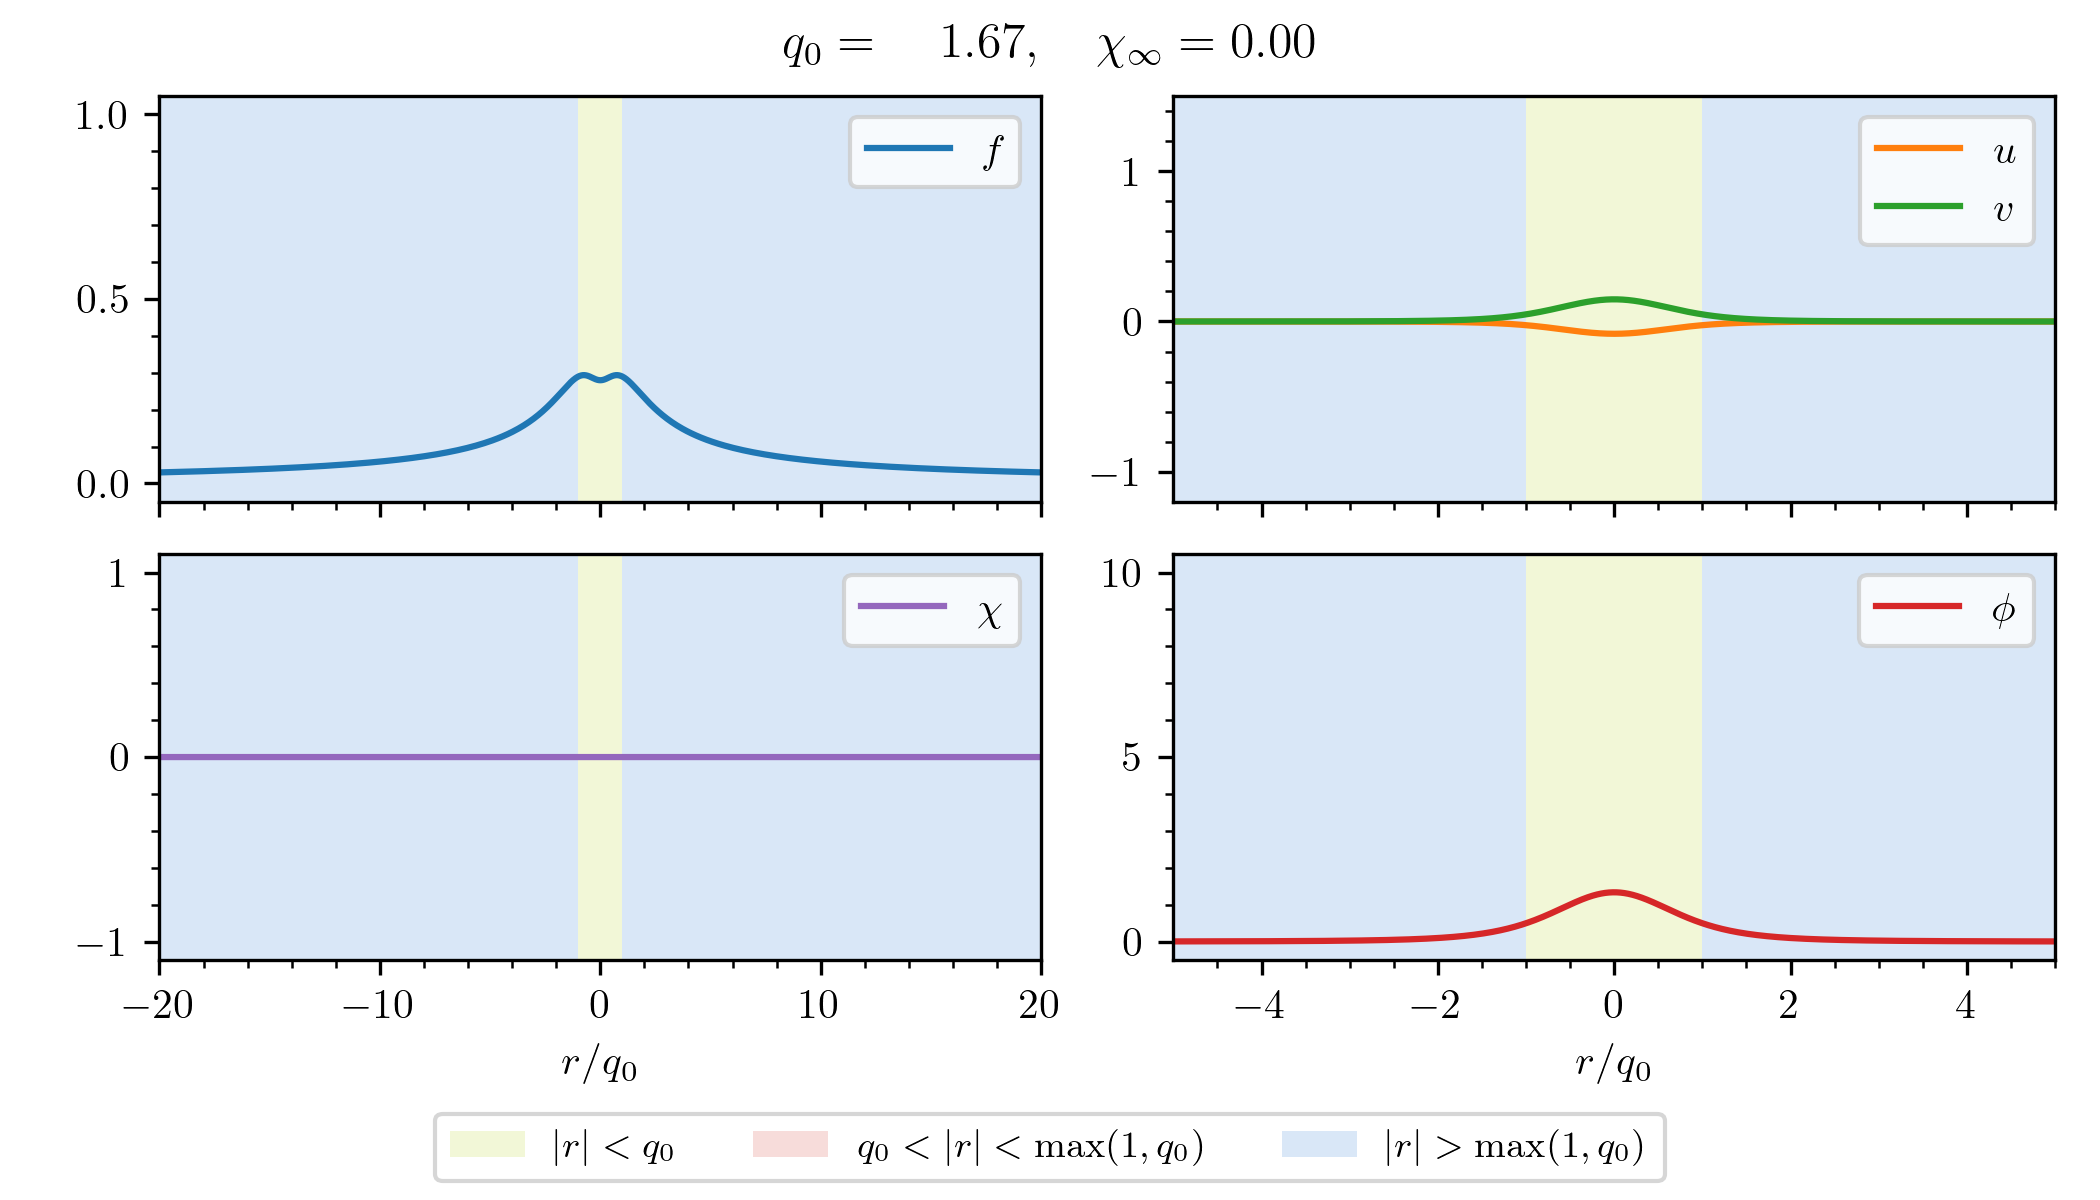 q₀ = 1.67, χ∞ = 0.00
1.0
0.5
0.0
f
1
0
−1
u
v
1
0
−1
χ
−20 −10 0 10 20
r/q₀
10
5
0
ϕ
−4 −2 0 2 4
r/q₀
|r| < q₀ q₀ < |r| < max(1, q₀) |r| > max(1, q₀)